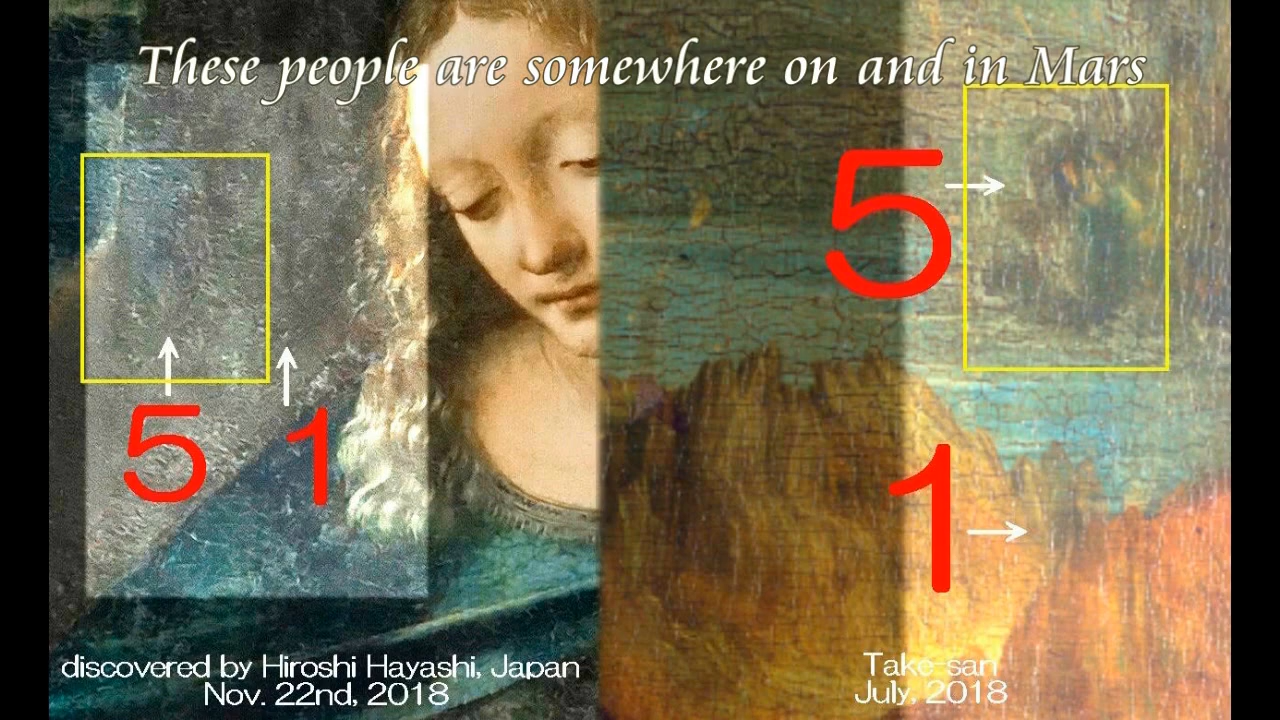 These people are somewhere on and in Mars
5
1
5
1
discovered by Hiroshi Hayashi, Japan
Nov. 22nd, 2018
Take-san
July, 2018